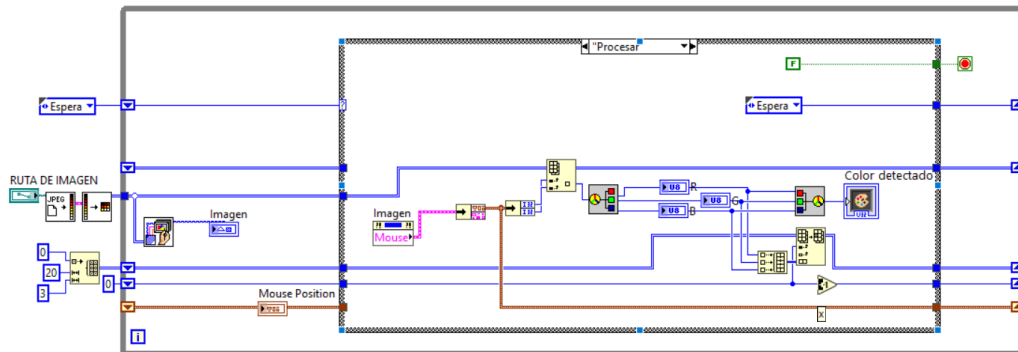 "Procesar
F
Espera
Espera
RUTA DE IMAGEN
JPEG
Imagen
Imagen
Mouse
U8
R
U8
G
U8
B
Color detectado
U32
0
20
3
0
Mouse Position
i